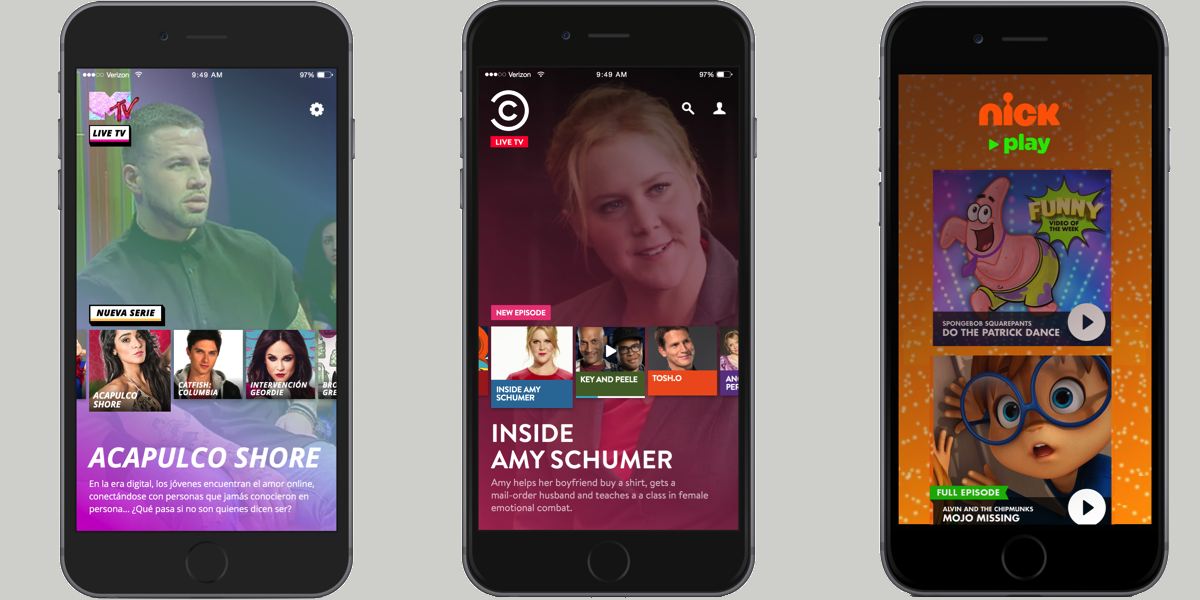 Verizon 9:49 AM 97%
MTV
LIVE TV
NUEVA SERIE
ACAPULCO
SHORE
CATFISH:
COLUMBIA
INTERVENCIÓN
GEORDIE
BRO
GRE
ACAPULCO SHORE
En la era digital, los jóvenes encuentran el amor online,
conectándose con personas que jamás conocieron en
persona... ¿Qué pasa si no son quienes dicen ser?
Verizon 9:49 AM 97%
C
LIVE TV
NEW EPISODE
INSIDE AMY
SCHUMER
KEY AND PEELE
TOSH.O
INSIDE
AMY SCHUMER
Amy helps her boyfriend buy a shirt, gets a
mail-order husband and teaches a a class in female
emotional combat.
nick
play
FUNNY
VIDEO OF
THE WEEK
SPONGEBOB SQUAREPANTS
DO THE PATRICK DANCE
FULL EPISODE
ALVIN AND THE CHIPMUNKS
MOJO MISSING